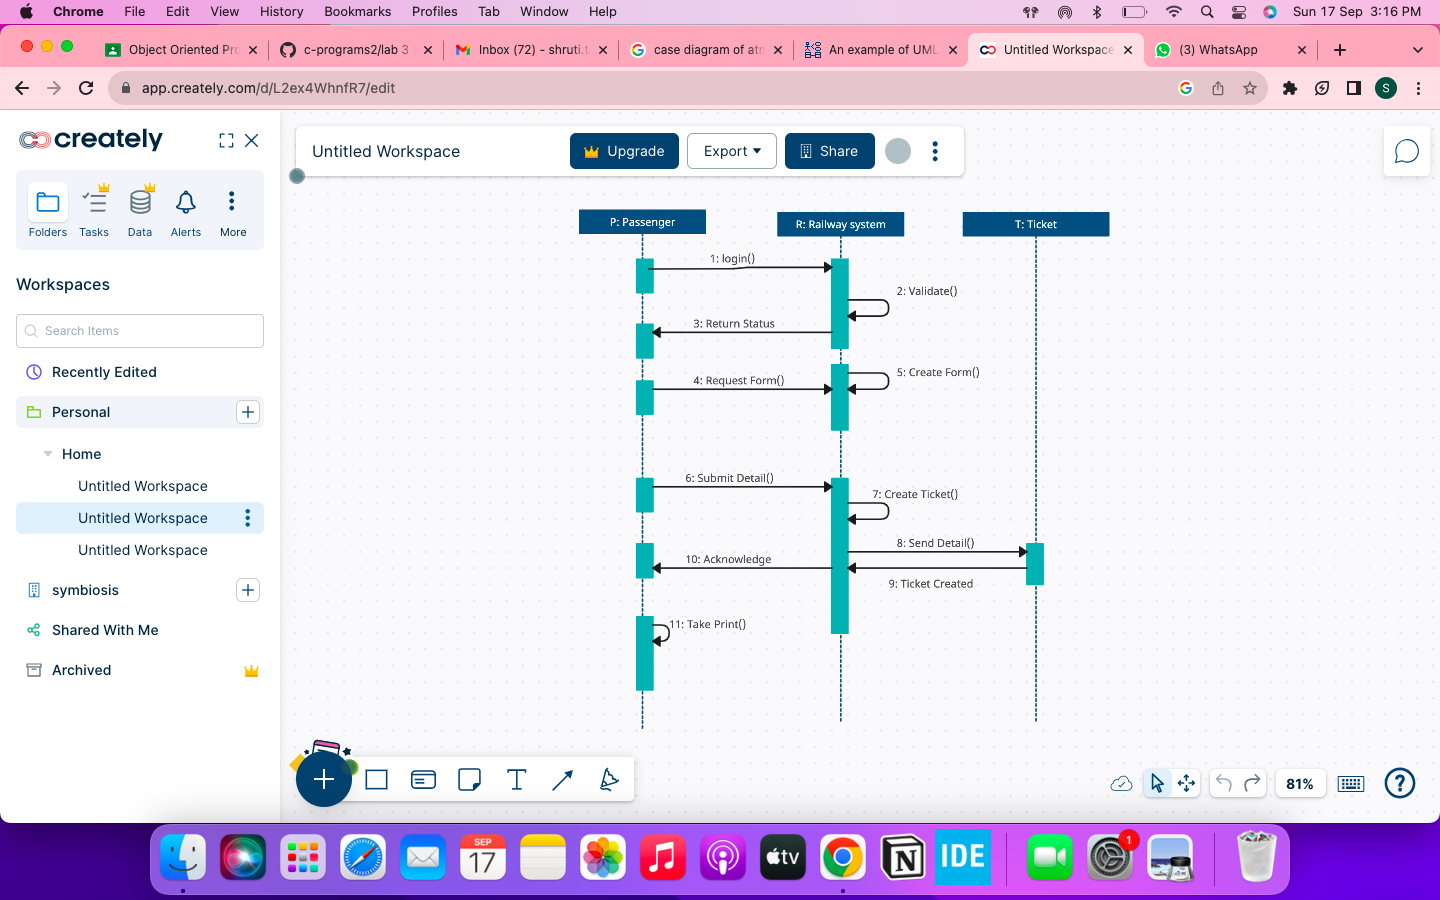 Chrome File Edit View History Bookmarks Profiles Tab Window Help Sun 17 Sep 3:16 PM
Object Oriented Pro
c-programs2/lab 3
Inbox (72) - shruti.t
case diagram of atm
An example of UML
Untitled Workspace
(3) WhatsApp
app.creately.com/d/L2ex4WhnfR7/edit
S
creately
Untitled Workspace
Upgrade
Export
Share
Folders Tasks Data Alerts More
Workspaces
Search Items
Recently Edited
Personal
Home
Untitled Workspace
Untitled Workspace
Untitled Workspace
symbiosis
Shared With Me
Archived
P: Passenger
R: Railway system
T: Ticket
1: login()
2: Validate()
3: Return Status
4: Request Form()
5: Create Form()
6: Submit Detail()
7: Create Ticket()
8: Send Detail()
9: Ticket Created
10: Acknowledge
11: Take Print()
T
81%
?
SEP
17
tv
N
IDE
1